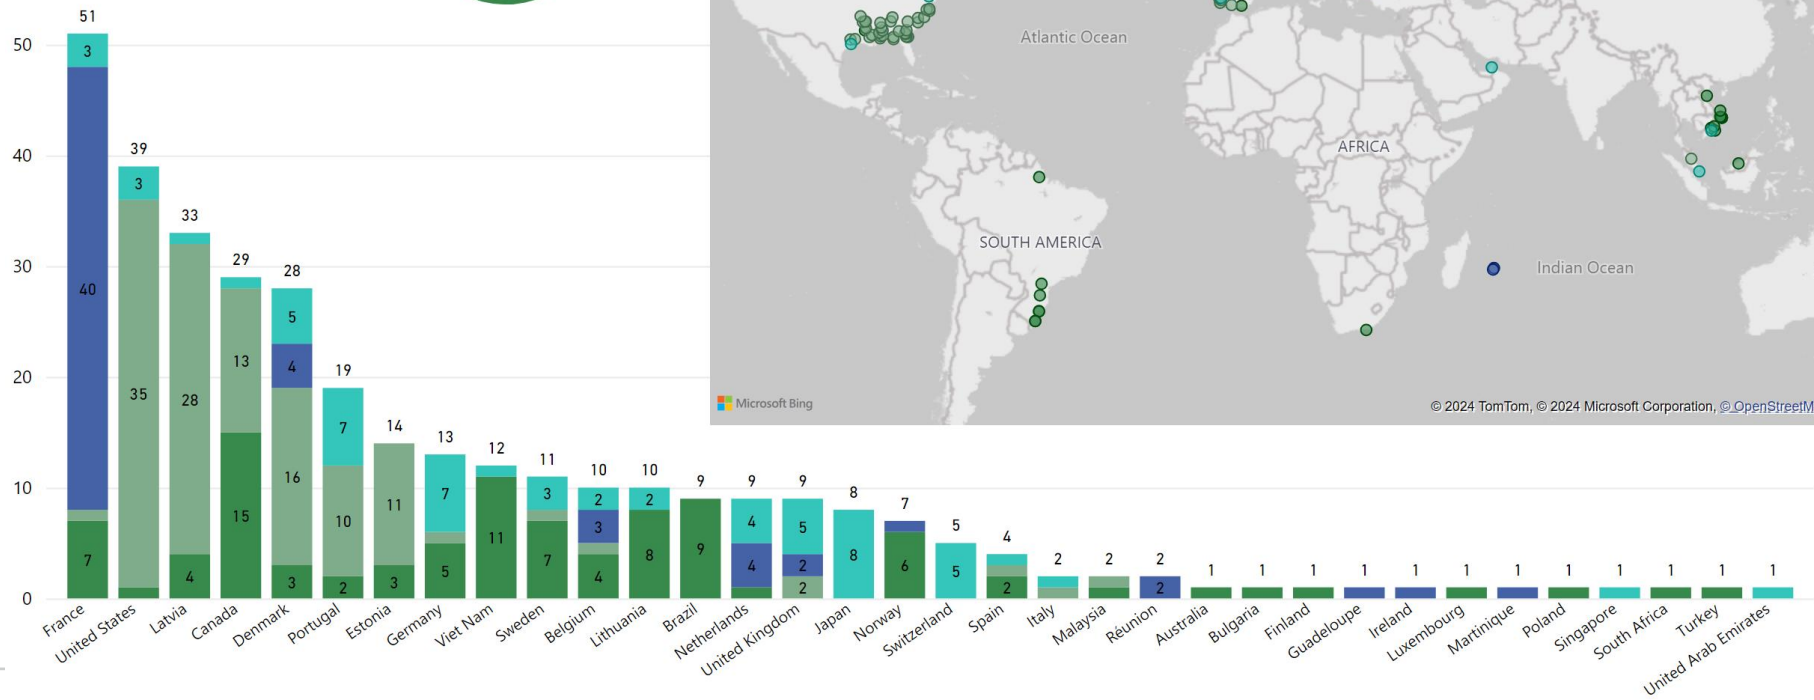 51
50
3
40
39
3
40
35
33
28
4
30
29
13
15
28
5
4
16
3
20
19
7
10
2
14
11
3
13
7
5
12
11
11
3
7
10
2
3
4
10
2
8
10
9
9
9
4
4
9
5
2
2
8
8
7
6
5
5
4
2
2
2
2
2
1
1
1
1
1
1
1
1
1
1
1
1
7
0
France
United States
Latvia
Canada
Denmark
Portugal
Estonia
Germany
Viet Nam
Sweden
Belgium
Lithuania
Brazil
Netherlands
United Kingdom
Japan
Norway
Switzerland
Spain
Italy
Malaysia
Réunion
Australia
Bulgaria
Finland
Guadeloupe
Ireland
Luxembourg
Martinique
Poland
Singapore
South Africa
Turkey
United Arab Emirates
Atlantic Ocean
AFRICA
SOUTH AMERICA
Indian Ocean
Microsoft Bing
© 2024 TomTom, © 2024 Microsoft Corporation, © OpenStreetM